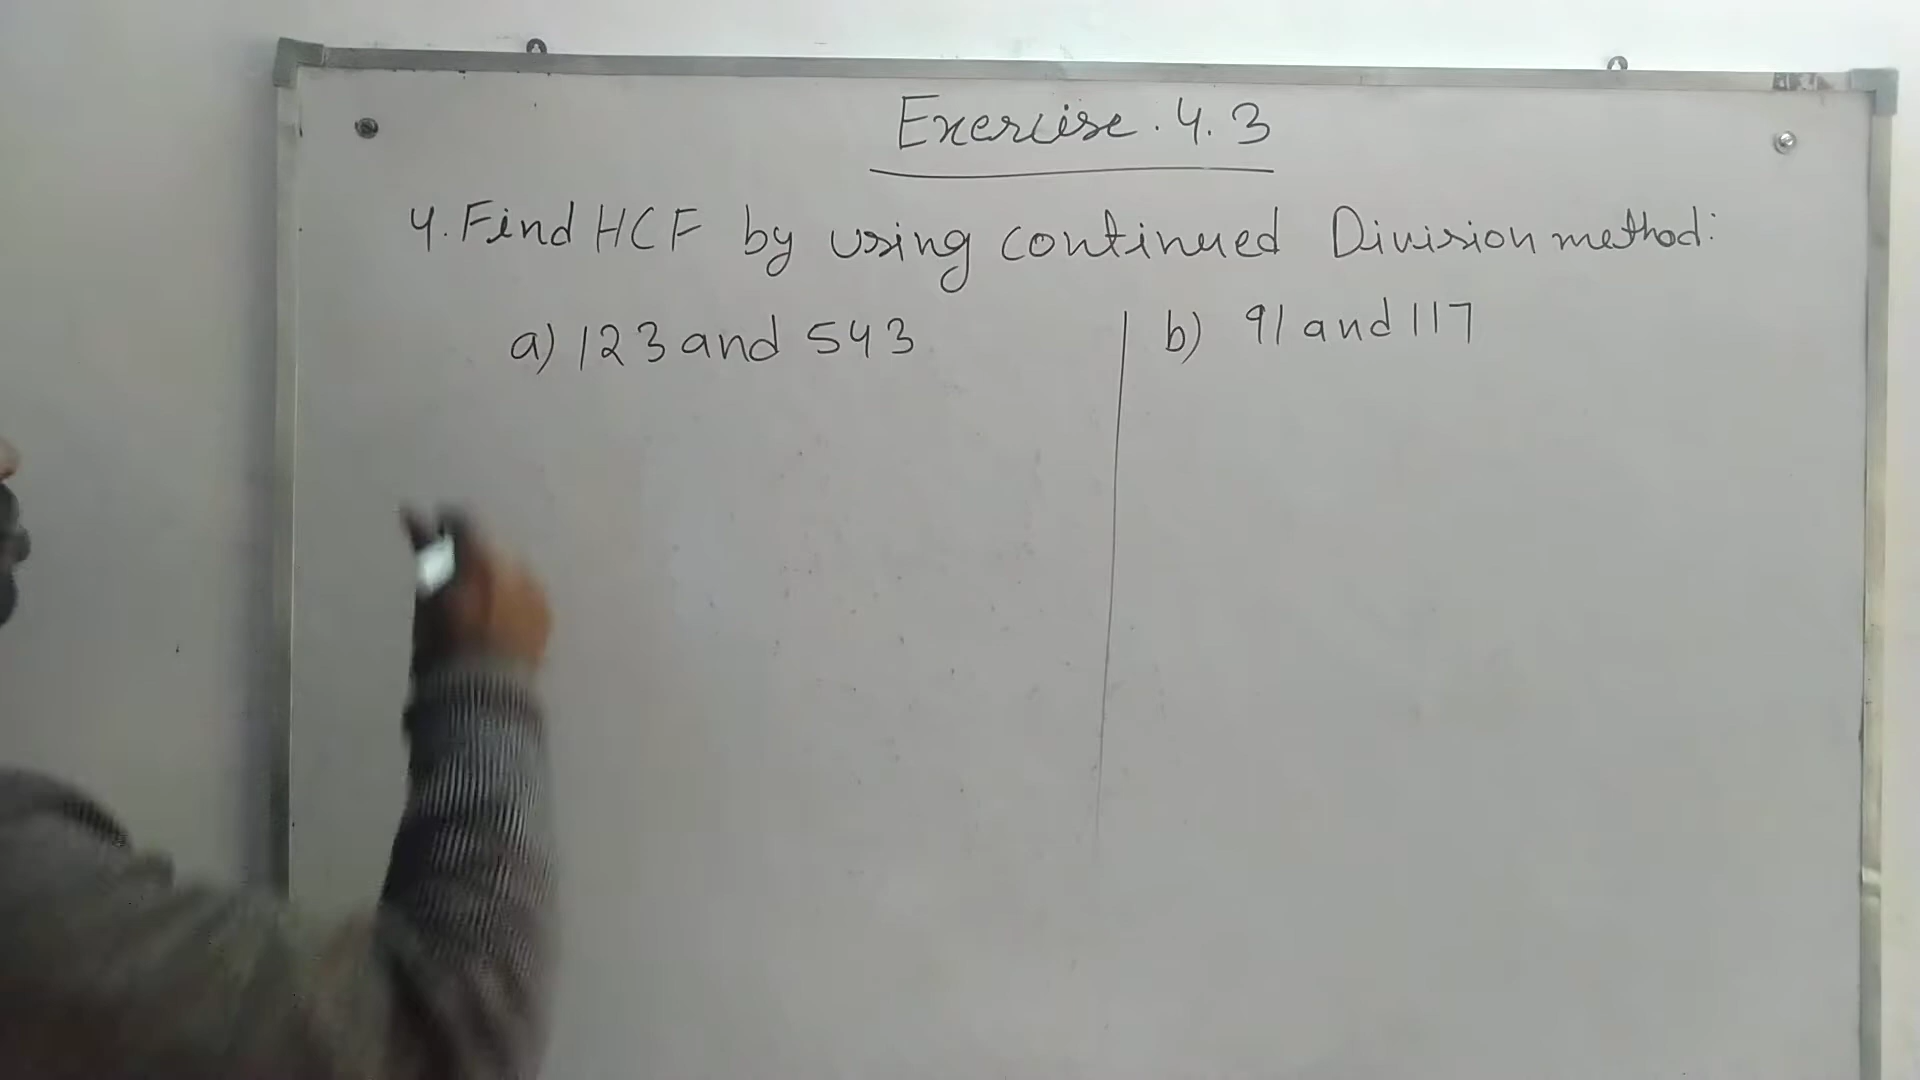 Exercise. 4.3
4. Find HCF by using continued Division method:
a) 123 and 543
b) 91 and 117